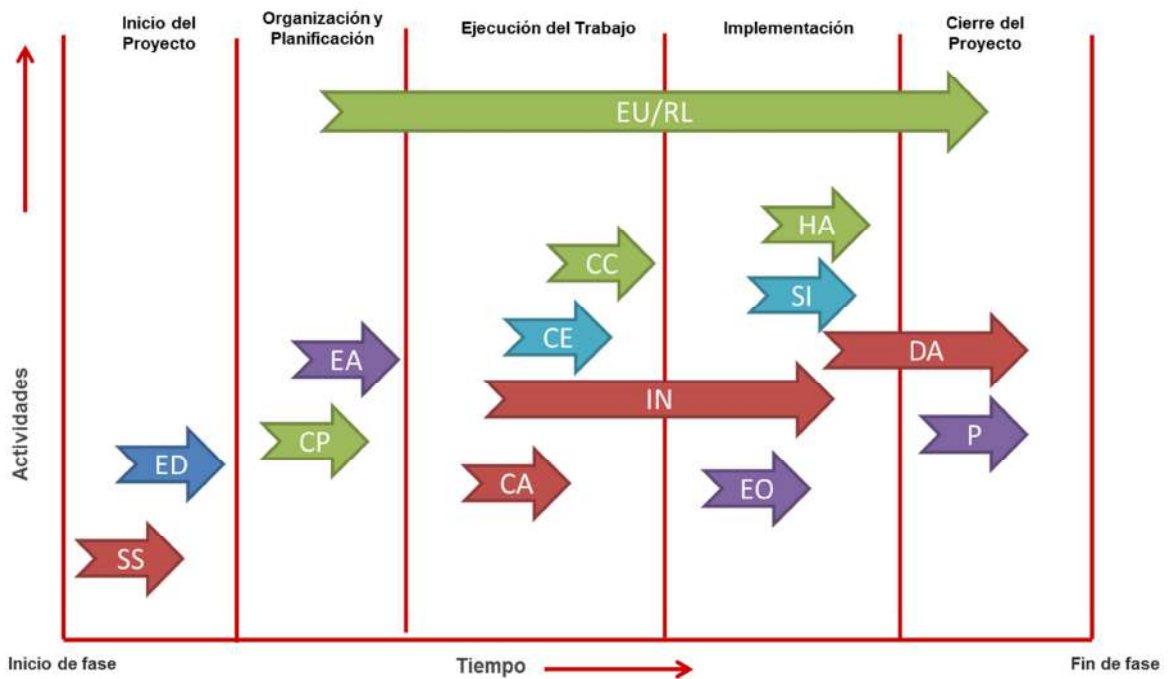 Inicio del
Proyecto
Organización y
Planificación
Ejecución del Trabajo
Implementación
Cierre del
Proyecto
EU/RL
HA
CC
SI
CE
DA
EA
IN
P
CP
ED
CA
EO
SS
Actividades
Inicio de fase
Tiempo
Fin de fase